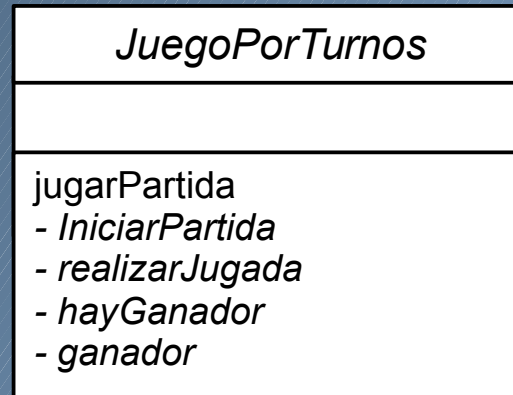 JuegoPorTurnos
jugarPartida
- IniciarPartida
- realizarJugada
- hayGanador
- ganador